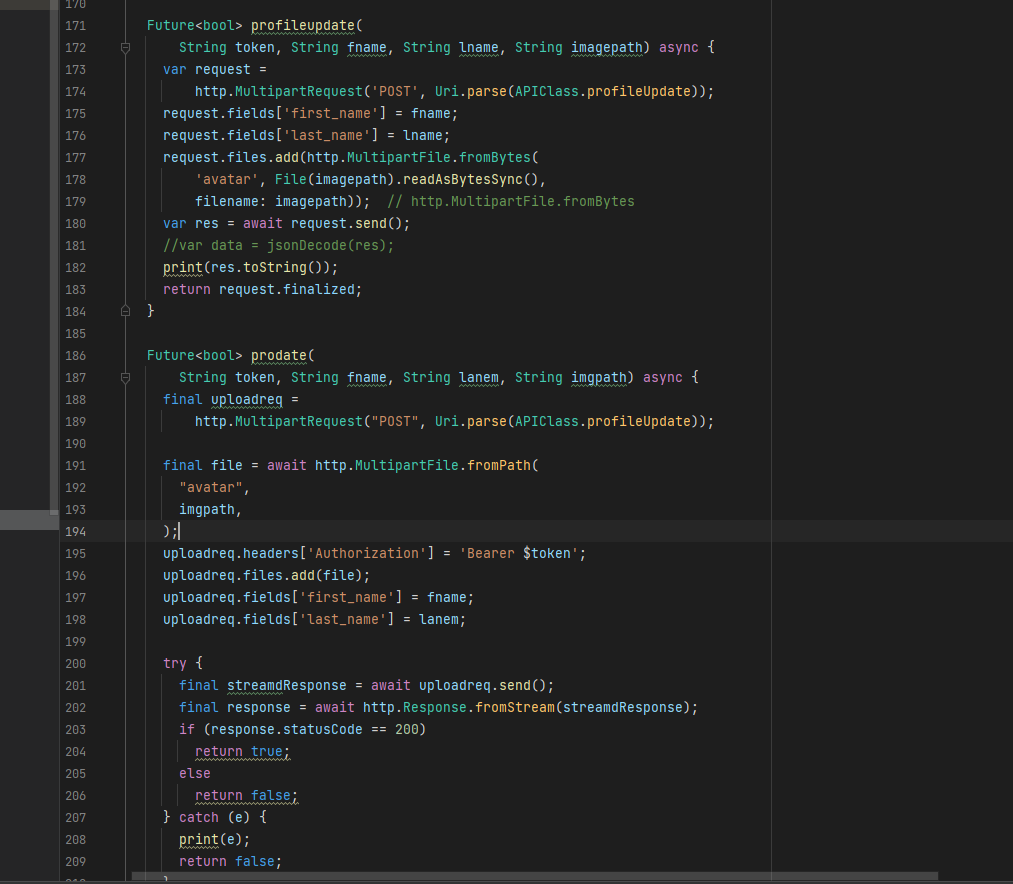 170
171 Future<bool> profileupdate(
172 String token, String fname, String lname, String imagepath) async {
173 var request =
174 http.MultipartRequest('POST', Uri.parse(APIClass.profileUpdate));
175 request.fields['first_name'] = fname;
176 request.fields['last_name'] = lname;
177 request.files.add(http.MultipartFile.fromBytes(
178 'avatar', File(imagepath).readAsBytesSync(),
179 filename: imagepath)); // http.MultipartFile.fromBytes
180 var res = await request.send();
181 //var data = jsonDecode(res);
182 print(res.toString());
183 return request.finalized;
184 }
185
186 Future<bool> prodate(
187 String token, String fname, String lanem, String imgpath) async {
188 final uploadreq =
189 http.MultipartRequest("POST", Uri.parse(APIClass.profileUpdate));
190
191 final file = await http.MultipartFile.fromPath(
192 "avatar",
193 imgpath,
194 );
195 uploadreq.headers['Authorization'] = 'Bearer $token';
196 uploadreq.files.add(file);
197 uploadreq.fields['first_name'] = fname;
198 uploadreq.fields['last_name'] = lanem;
199
200 try {
201 final streamdResponse = await uploadreq.send();
202 final response = await http.Response.fromStream(streamdResponse);
203 if (response.statusCode == 200)
204 return true;
205 else
206 return false;
207 } catch (e) {
208 print(e);
209 return false;